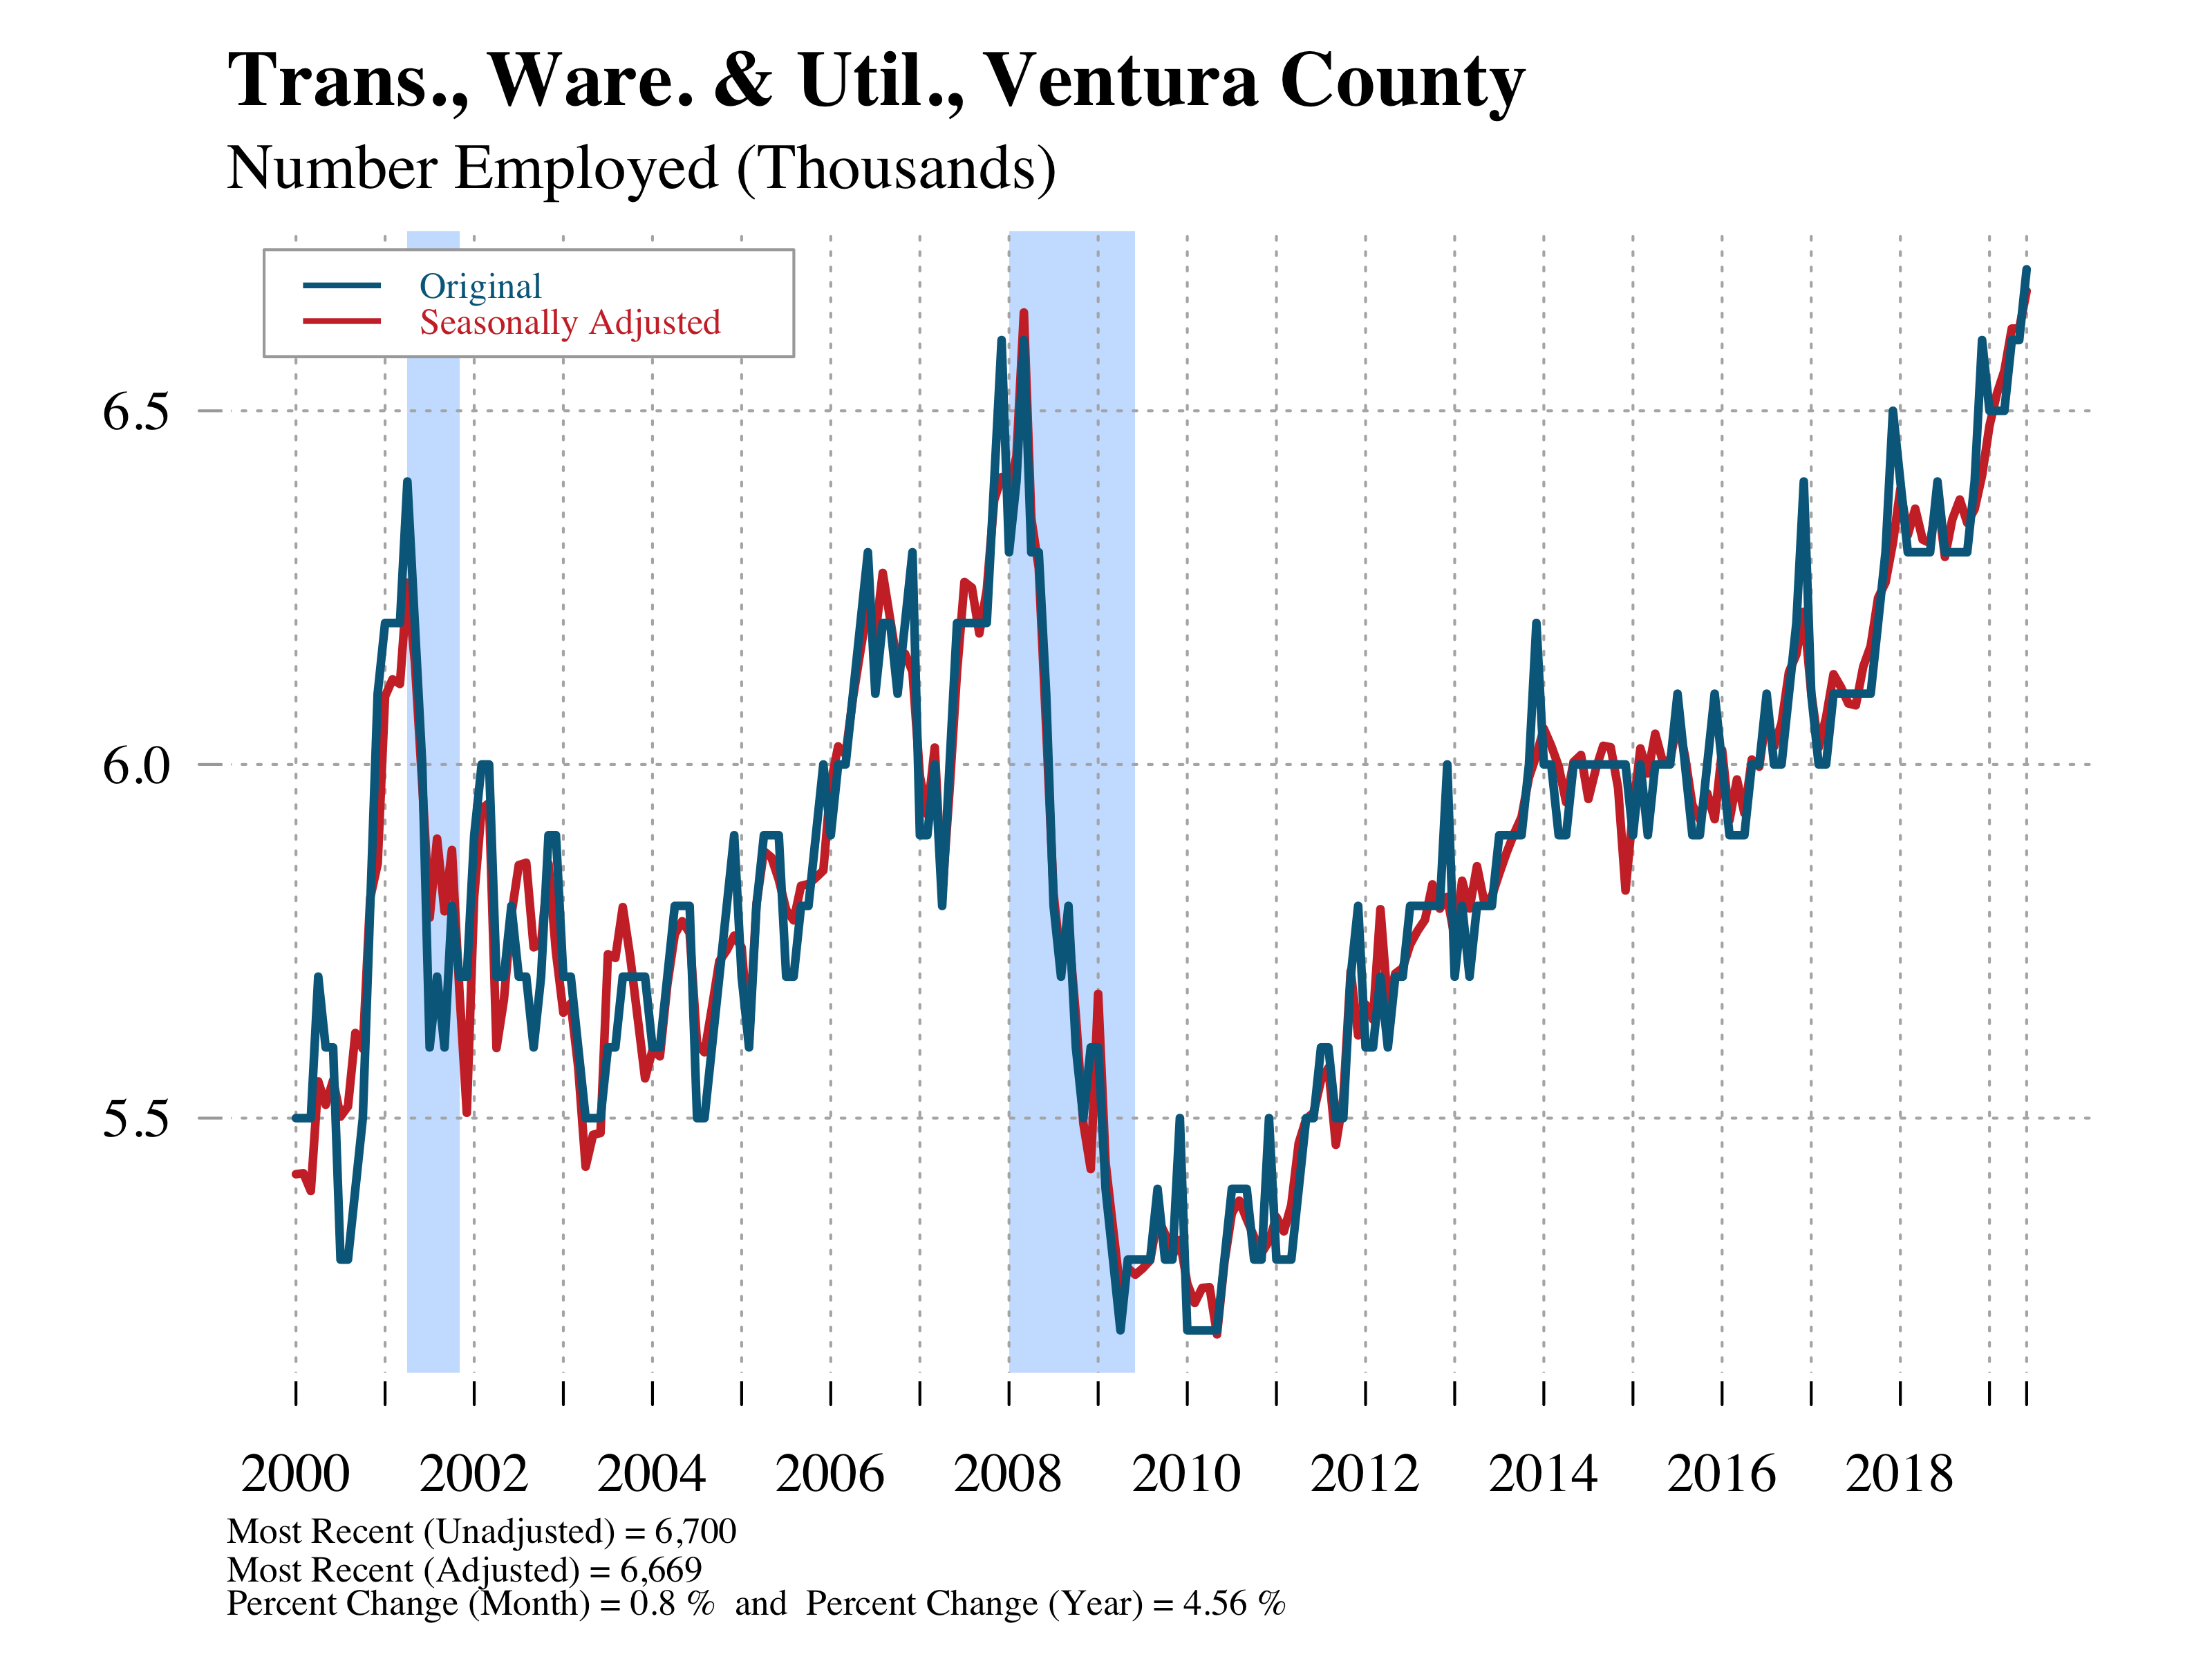 Trans., Ware. & Util., Ventura County
Number Employed (Thousands)
Original
Seasonally Adjusted
6.5
6.0
5.5
2000 2002 2004 2006 2008 2010 2012 2014 2016 2018
Most Recent (Unadjusted) = 6,700
Most Recent (Adjusted) = 6,669
Percent Change (Month) = 0.8 % and Percent Change (Year) = 4.56 %